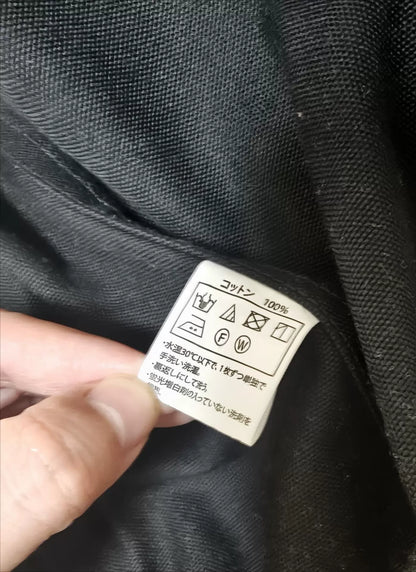 コットン 100%
F W
・水温30℃以下で、1枚ずつ単独で
手洗い洗濯。
・裏返しにして洗う。
・蛍光増白剤の入っていない洗剤を